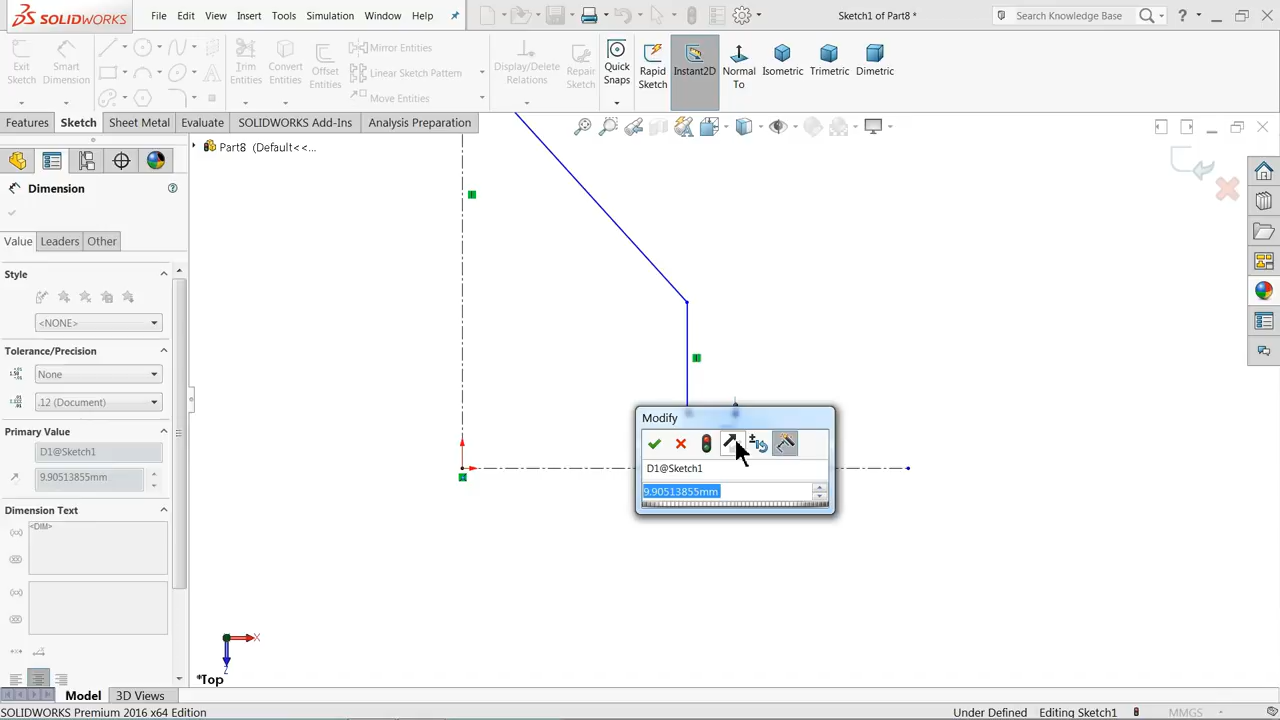 SOLIDWORKS File Edit View Insert Tools Simulation Window Help Sketch1 of Part8 * Search Knowledge Base ?
Exit Sketch Smart Dimension Trim Entities Convert Entities Offset Entities Mirror Entities Linear Sketch Pattern Move Entities Display/Delete Relations Repair Sketch Quick Snaps Rapid Sketch Instant2D Normal To Isometric Trimetric Dimetric
Features Sketch Sheet Metal Evaluate SOLIDWORKS Add-Ins Analysis Preparation
Part8 (Default<<...
Dimension
Value Leaders Other
Style
<NONE>
Tolerance/Precision
None
.12 (Document)
Primary Value
D1@Sketch1
9.90513855mm
Dimension Text
<DIM>
Modify
D1@Sketch1
9.90513855mm
X
Z
*Top
Model 3D Views
SOLIDWORKS Premium 2016 x64 Edition Under Defined Editing Sketch1 MMGS